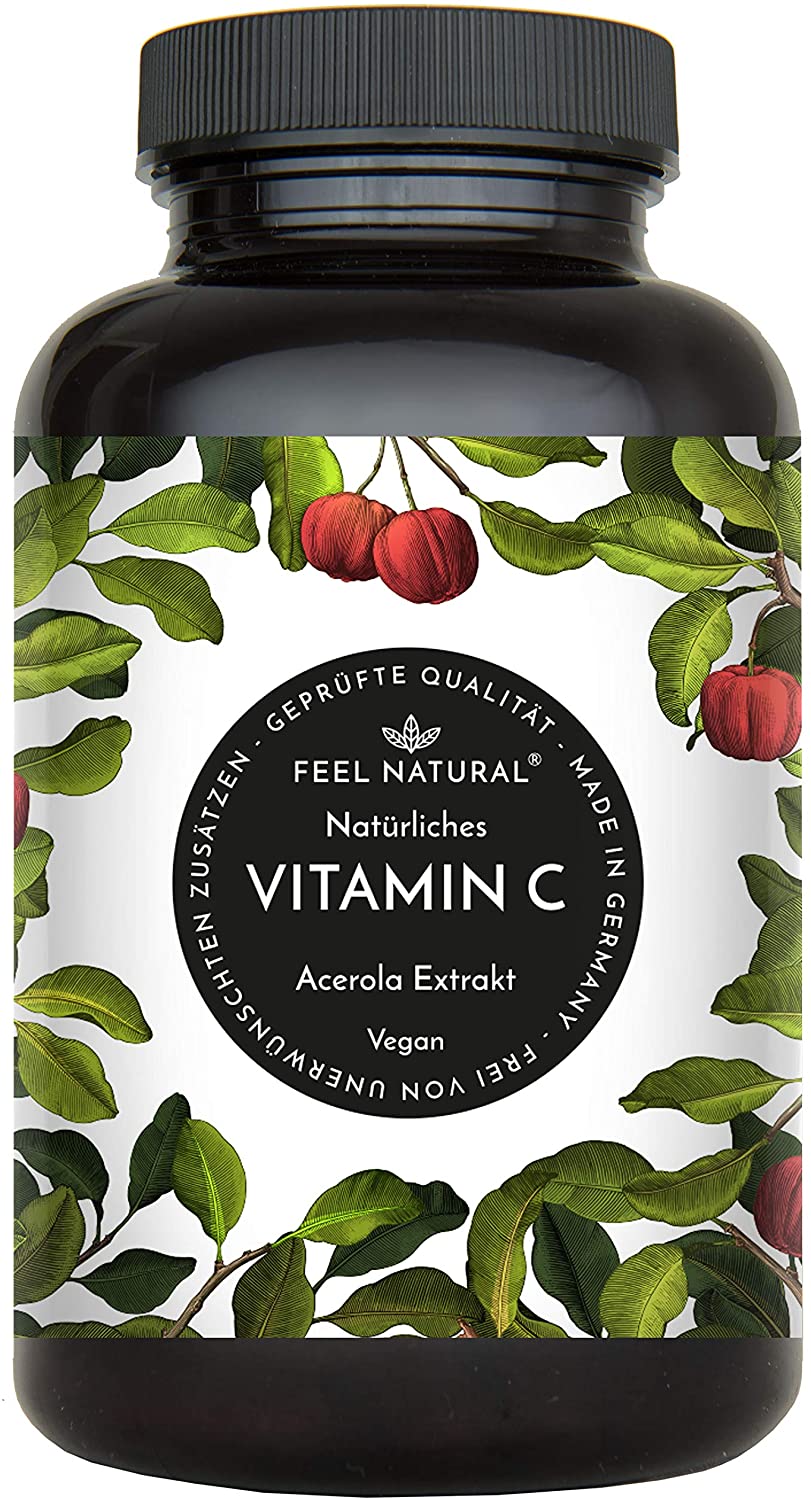 FEEL NATURAL®
Natürliches
VITAMIN C
Acerola Extrakt
Vegan
GEPRÜFTE QUALITÄT - MADE IN GERMANY - FREI VON UNERWÜNSCHTEN ZUSÄTZEN -